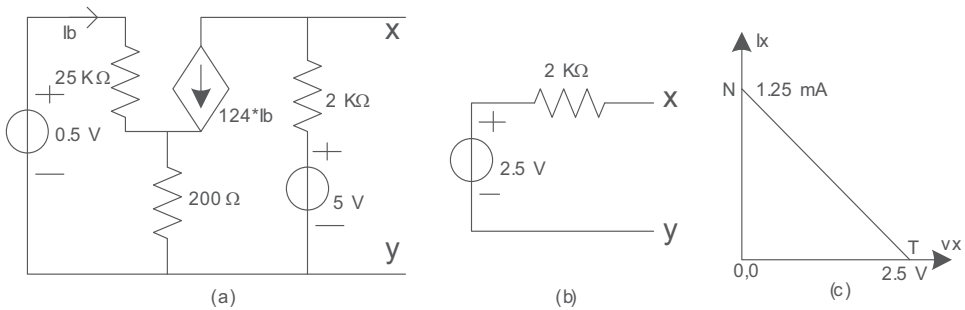 Ib
25 KΩ
+
0.5 V
—
124*Ib
200 Ω
2 KΩ
+
5 V
—
x
y
(a)
2 KΩ
+
2.5 V
—
x
y
(b)
Ix
N
1.25 mA
T
vx
0,0
2.5 V
(c)